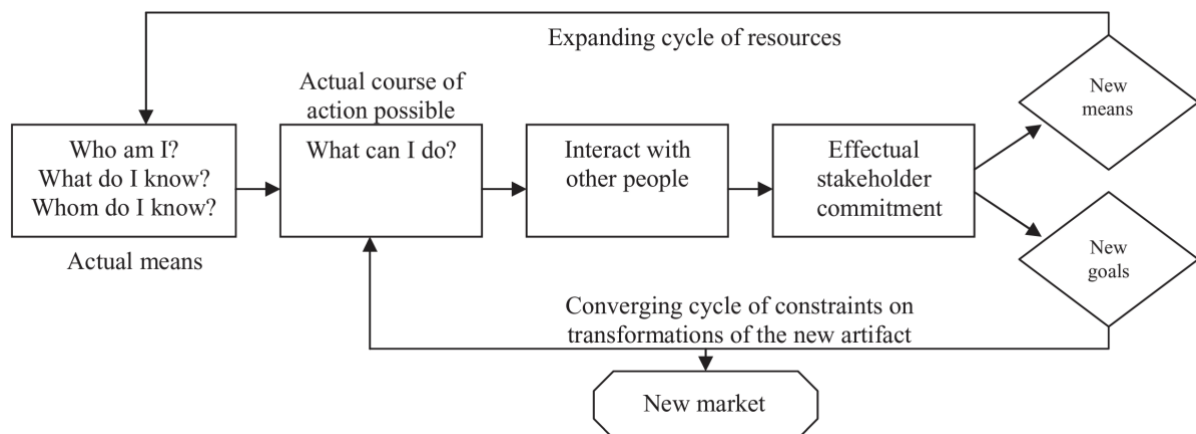 Expanding cycle of resources
Actual course of
action possible
Who am I?
What do I know?
Whom do I know?
Actual means
What can I do?
Interact with
other people
Effectual
stakeholder
commitment
New
means
New
goals
Converging cycle of constraints on
transformations of the new artifact
New market